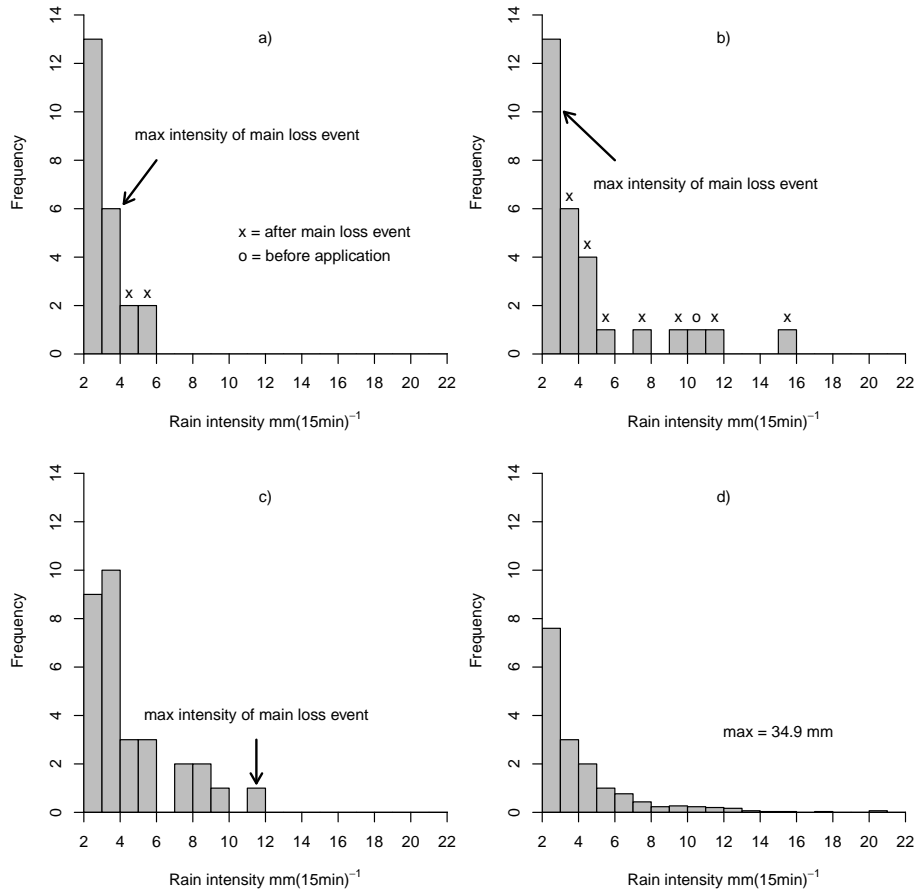 a)
14
12
10
8
6
4
2
0
Frequency
max intensity of main loss event
x = after main loss event
o = before application
x x
2 4 6 8 10 12 14 16 18 20 22
Rain intensity mm(15min)⁻¹
b)
14
12
10
8
6
4
2
0
Frequency
max intensity of main loss event
x
x
x x x o x x
2 4 6 8 10 12 14 16 18 20 22
Rain intensity mm(15min)⁻¹
c)
14
12
10
8
6
4
2
0
Frequency
max intensity of main loss event
2 4 6 8 10 12 14 16 18 20 22
Rain intensity mm(15min)⁻¹
d)
14
12
10
8
6
4
2
0
Frequency
max = 34.9 mm
2 4 6 8 10 12 14 16 18 20 22
Rain intensity mm(15min)⁻¹